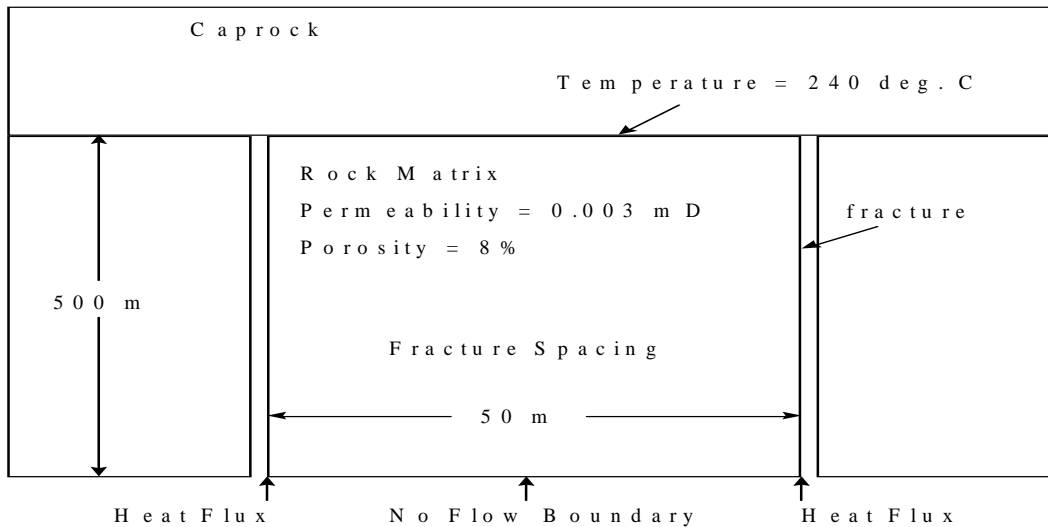 Caprock
Temperature = 240 deg.C
Rock Matrix
Permeability = 0.003 mD
Porosity = 8%
fracture
500 m
Fracture Spacing
50 m
Heat Flux
No Flow Boundary
Heat Flux